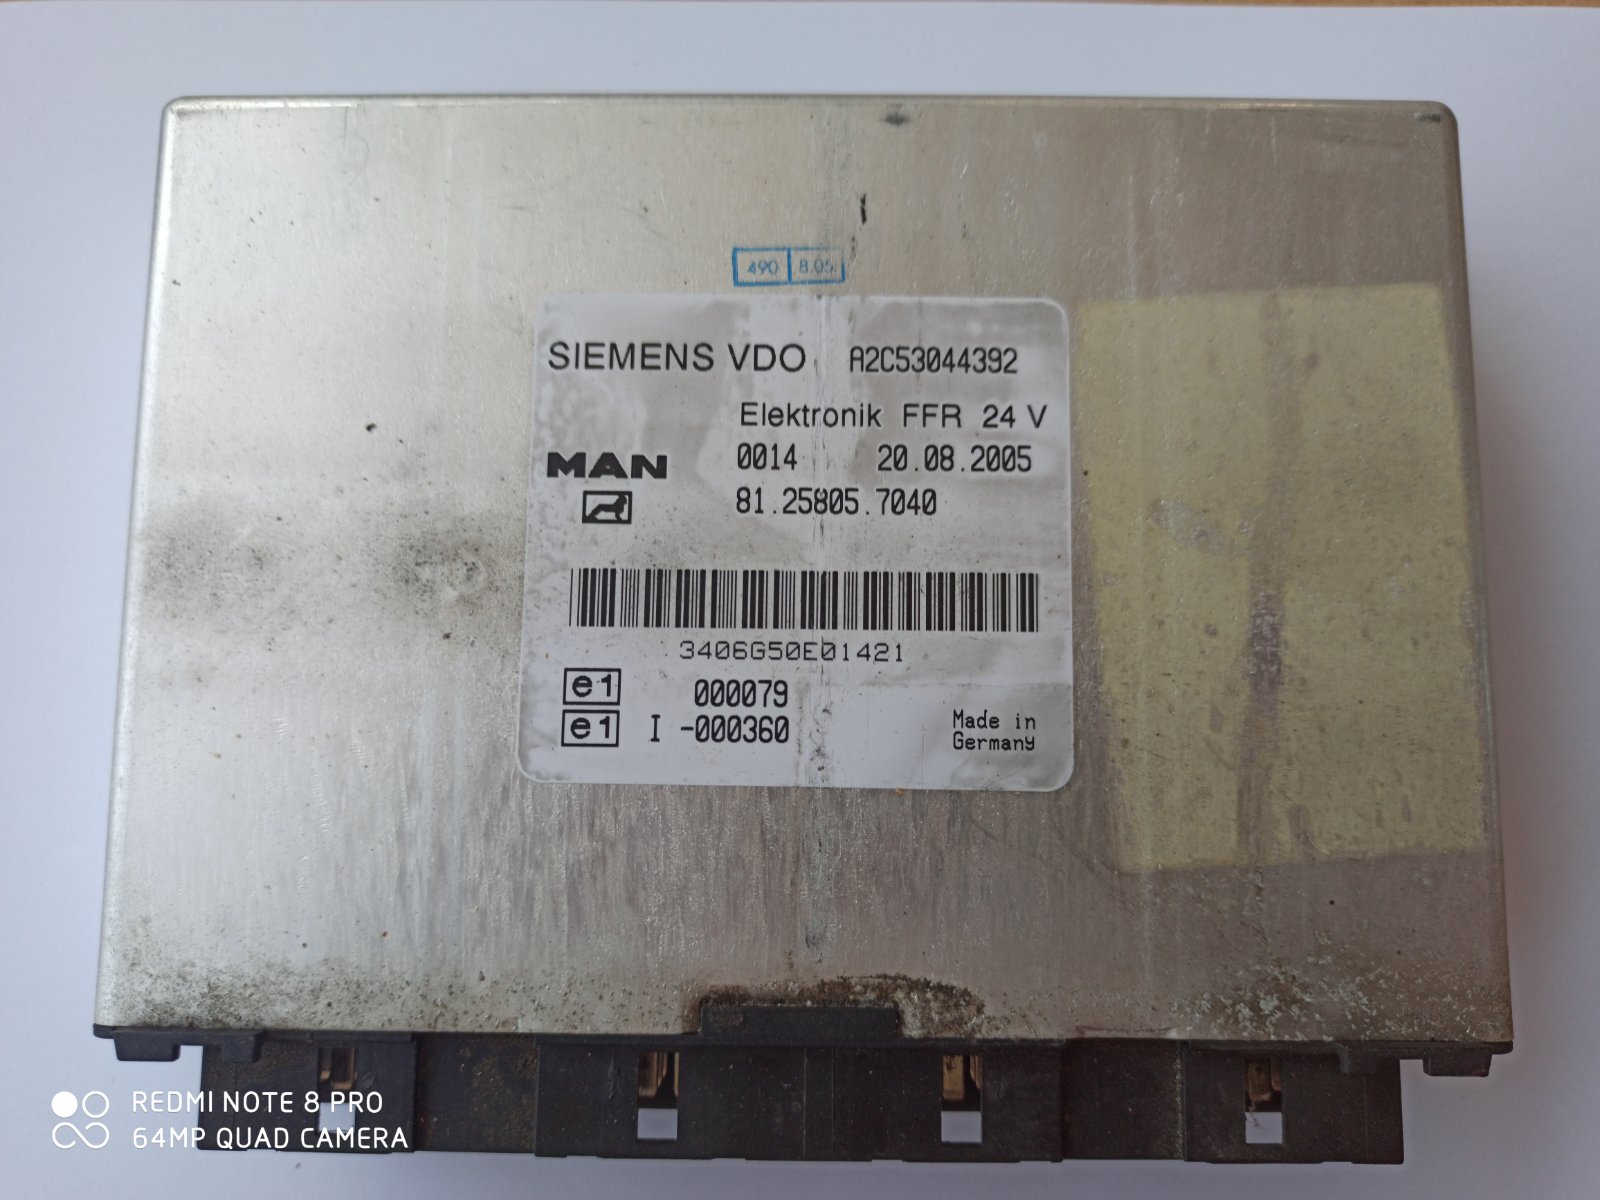 490 8.05
SIEMENS VDO A2C53044392
Elektronik FFR 24 V
MAN 0014 20.08.2005
81.25805.7040
3406G50E01421
e1 000079
e1 I -000360
Made in
Germany
REDMI NOTE 8 PRO
64MP QUAD CAMERA